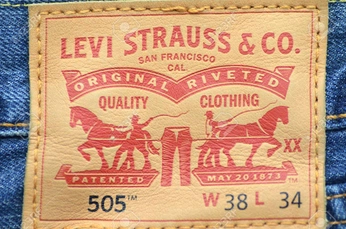 LEVI STRAUSS & CO.
SAN FRANCISCO
CAL
ORIGINAL RIVETED
QUALITY CLOTHING
XX
PATENTED MAY 20 1873
505™ W 38 L 34